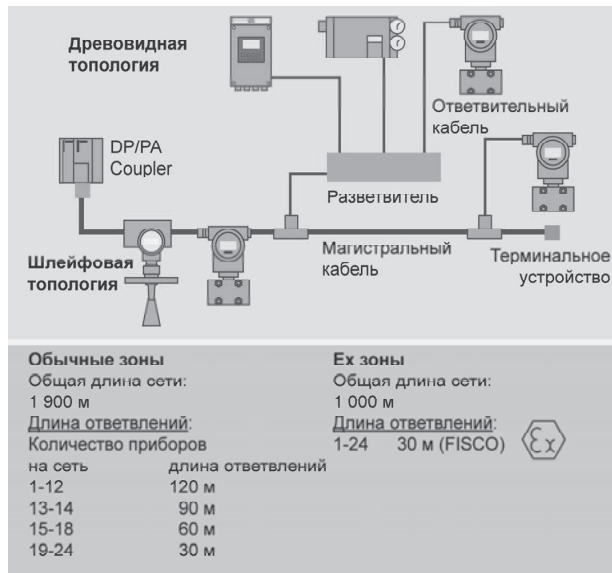 Древовидная
топология
Ответвительный
кабель
DP/PA
Coupler
Разветвитель
Магистральный
кабель
Шлейфовая
топология
Терминальное
устройство
Обычные зоны
Общая длина сети:
1 900 м
Длина ответвлений:
Количество приборов
на сеть длина ответвлений
1-12 120 м
13-14 90 м
15-18 60 м
19-24 30 м
Ex зоны
Общая длина сети:
1 000 м
Длина ответвлений:
1-24 30 м (FISCO)
Ex